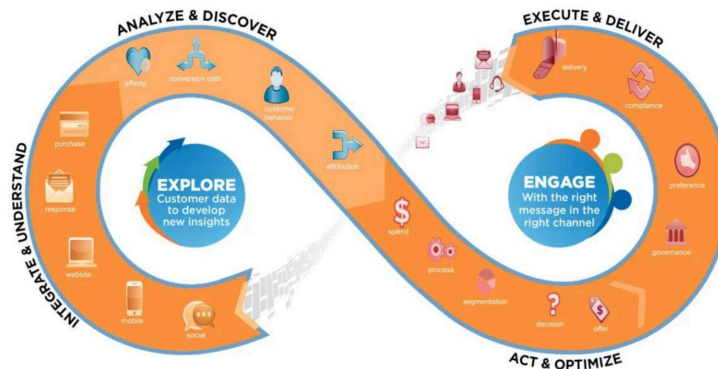 ANALYZE & DISCOVER
EXECUTE & DELIVER
affinity
conversion path
customer
behavior
attribution
purchase
response
website
mobile
social
INTEGRATE & UNDERSTAND
EXPLORE
Customer data
to develop
new insights
delivery
compliance
preference
governance
ENGAGE
With the right
message in the
right channel
$
spend
process
segmentation
?
decision
$
offer
ACT & OPTIMIZE